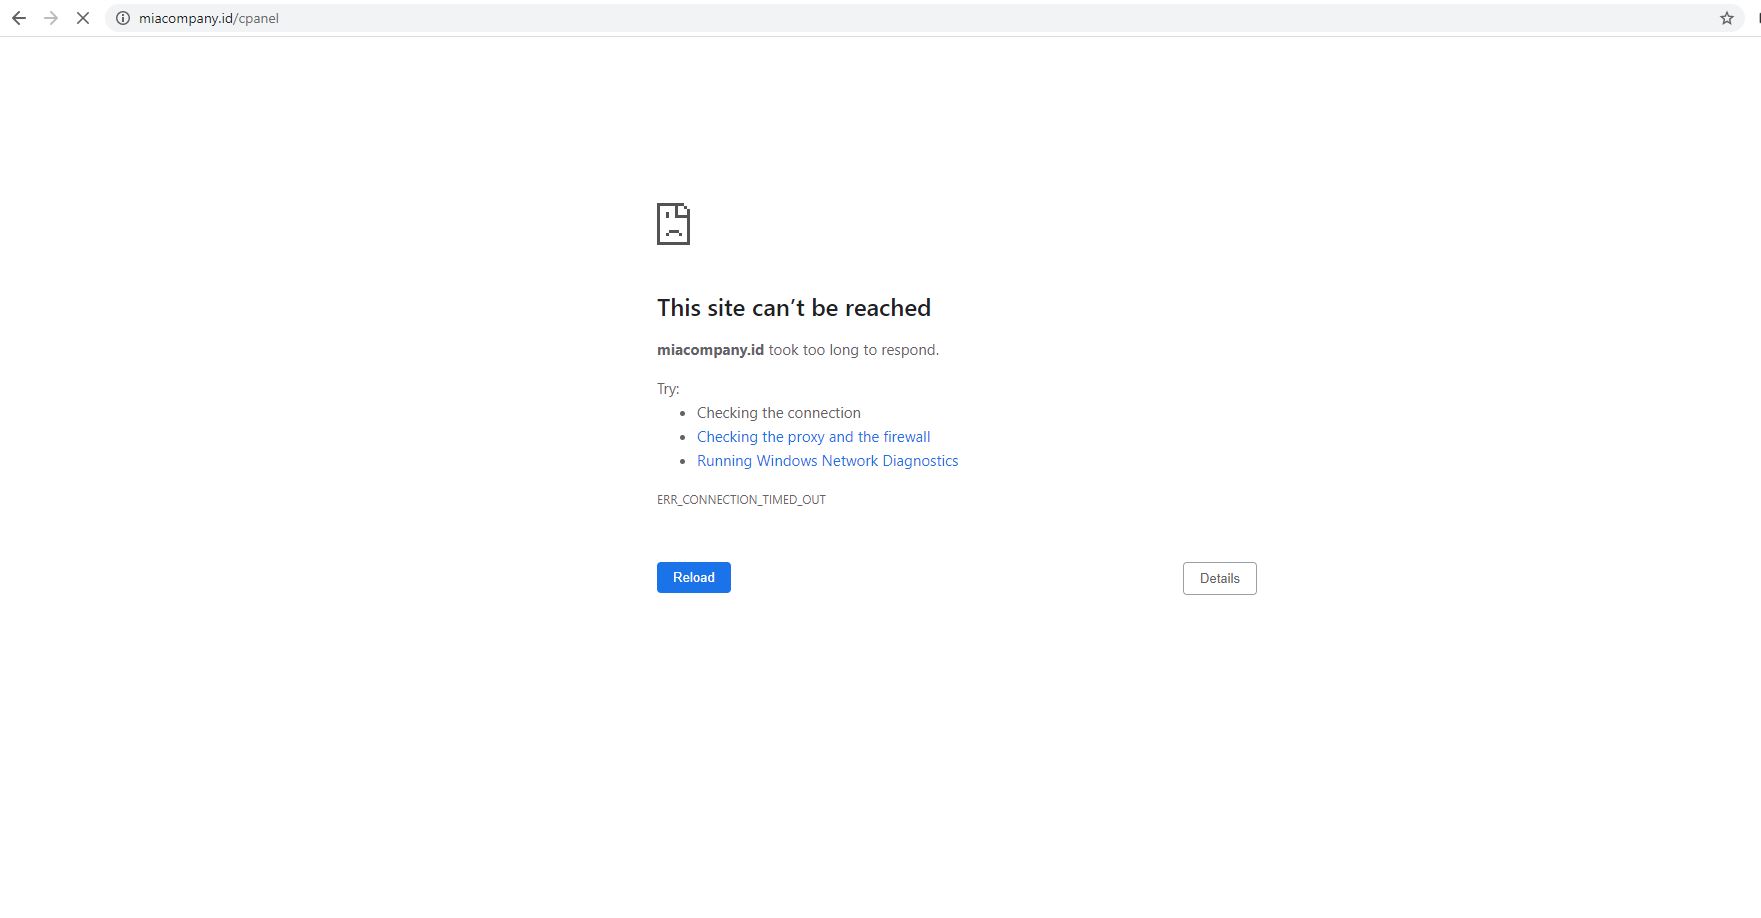 miacompany.id/cpanel
This site can’t be reached
miacompany.id took too long to respond.
Try:
• Checking the connection
• Checking the proxy and the firewall
• Running Windows Network Diagnostics
ERR_CONNECTION_TIMED_OUT
Reload Details